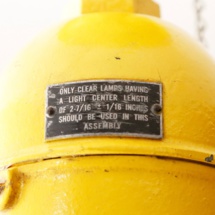 ONLY CLEAR LAMPS HAVING
A LIGHT CENTER LENGTH
OF 2-7/16 ± 1/16 INCHES
SHOULD BE USED IN THIS
ASSEMBLY